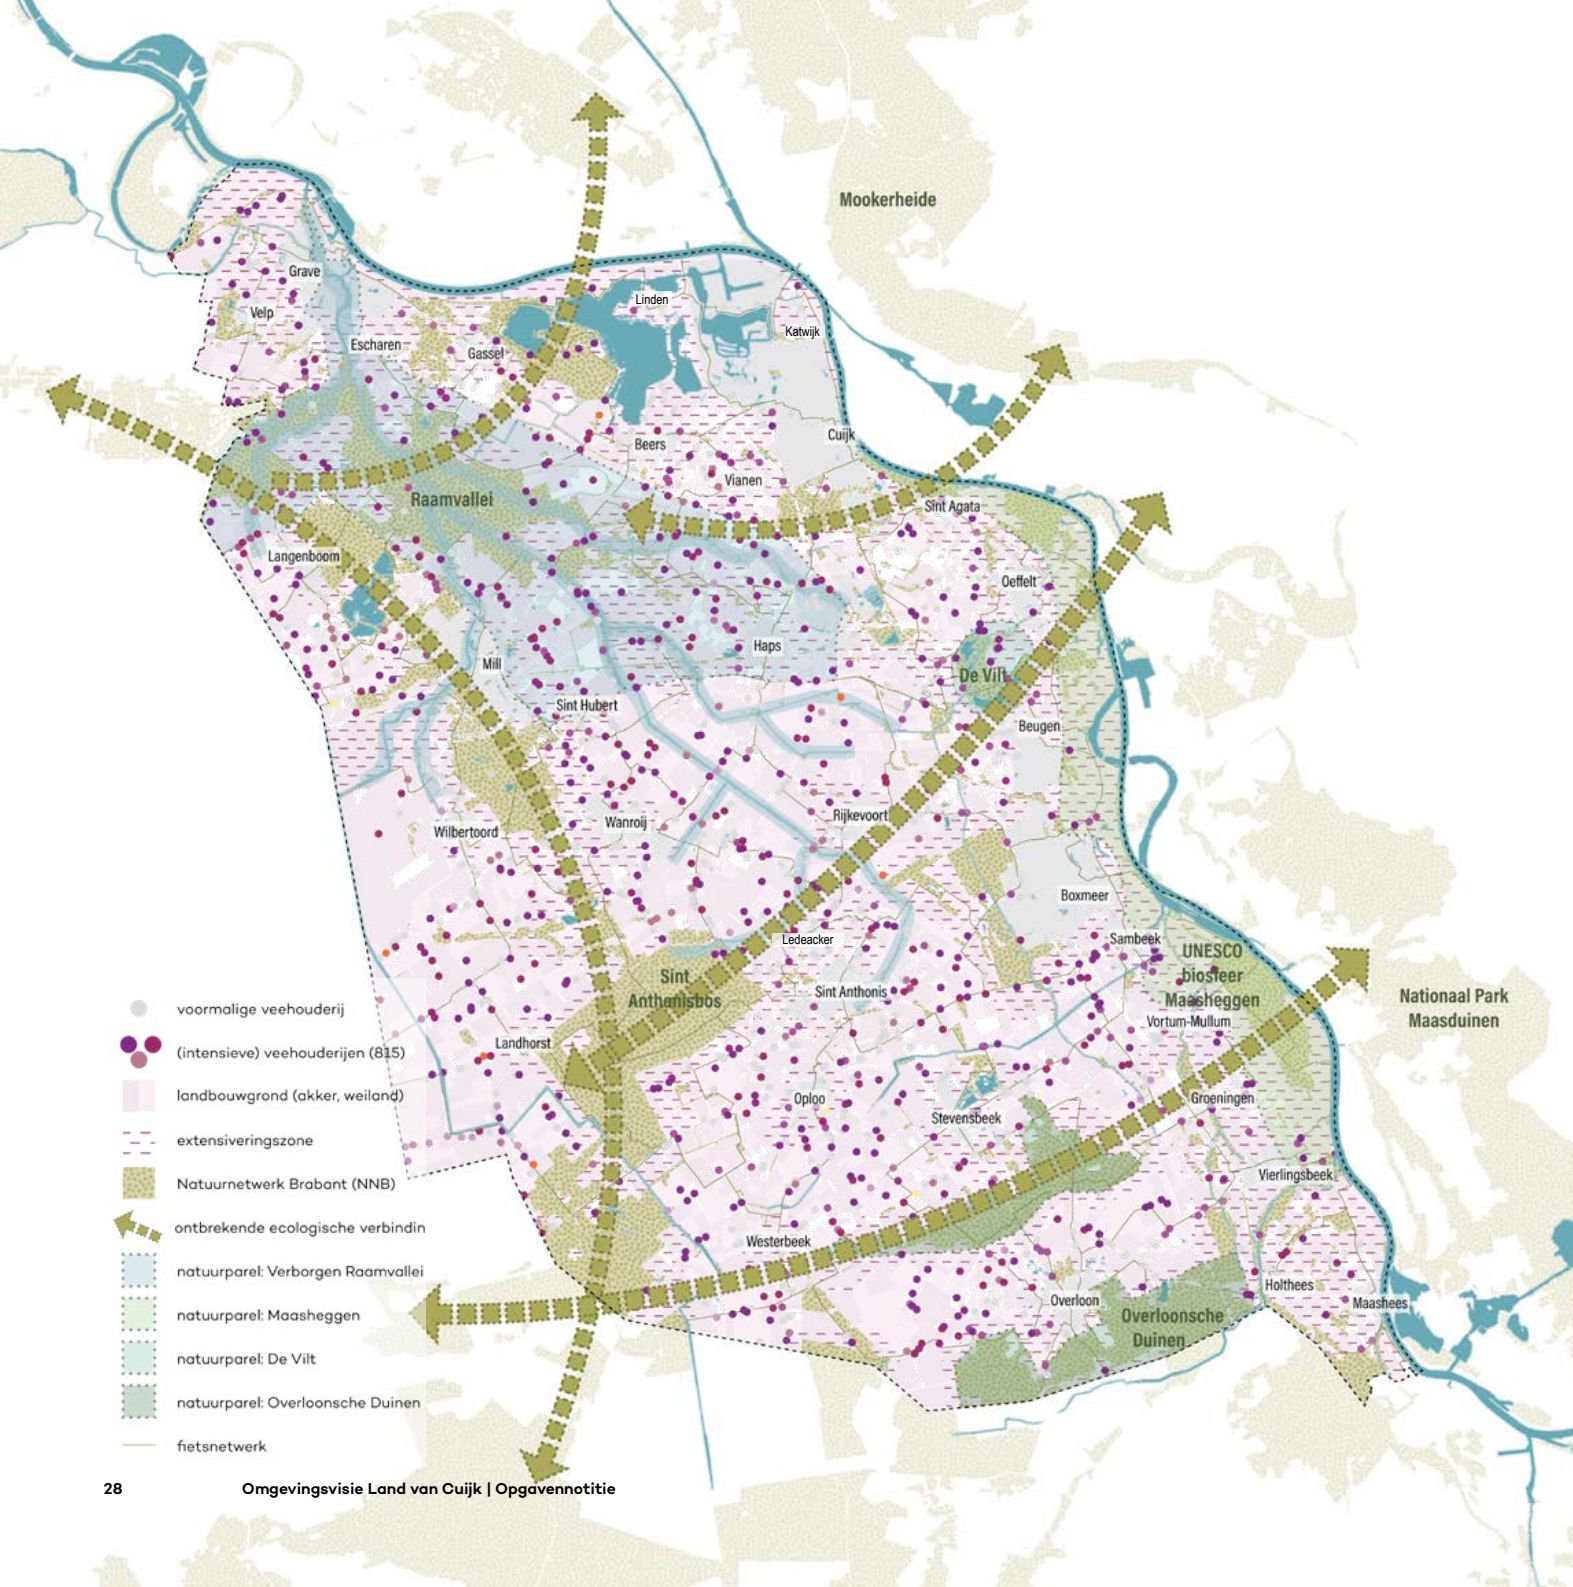 Mookerheide
Grave
Velp
Linden
Katwijk
Escharen
Gassel
Beers
Cuijk
Vianen
Raamvallei
Sint Agata
Langenboom
Oeffelt
Haps
Mill
De Vilt
Sint Hubert
Beugen
Wanroij
Rijkevoort
Wilbertoord
Boxmeer
Ledeacker
Sambeek
UNESCO
biosfeer
Maasheggen
Sint
Anthonisbos
Sint Anthonis
Nationaal Park
Maasduinen
Vortum-Mullum
Landhorst
Oploo
Stevensbeek
Groeningen
Vierlingsbeek
Westerbeek
Holthees
Overloon
Maashees
Overloonsche
Duinen
voormalige veehouderij
(intensieve) veehouderijen (815)
landbouwgrond (akker, weiland)
extensiveringszone
Natuurnetwerk Brabant (NNB)
ontbrekende ecologische verbindin
natuurparel: Verborgen Raamvallei
natuurparel: Maasheggen
natuurparel: De Vilt
natuurparel: Overloonsche Duinen
fietsnetwerk
28 Omgevingsvisie Land van Cuijk | Opgavennotitie